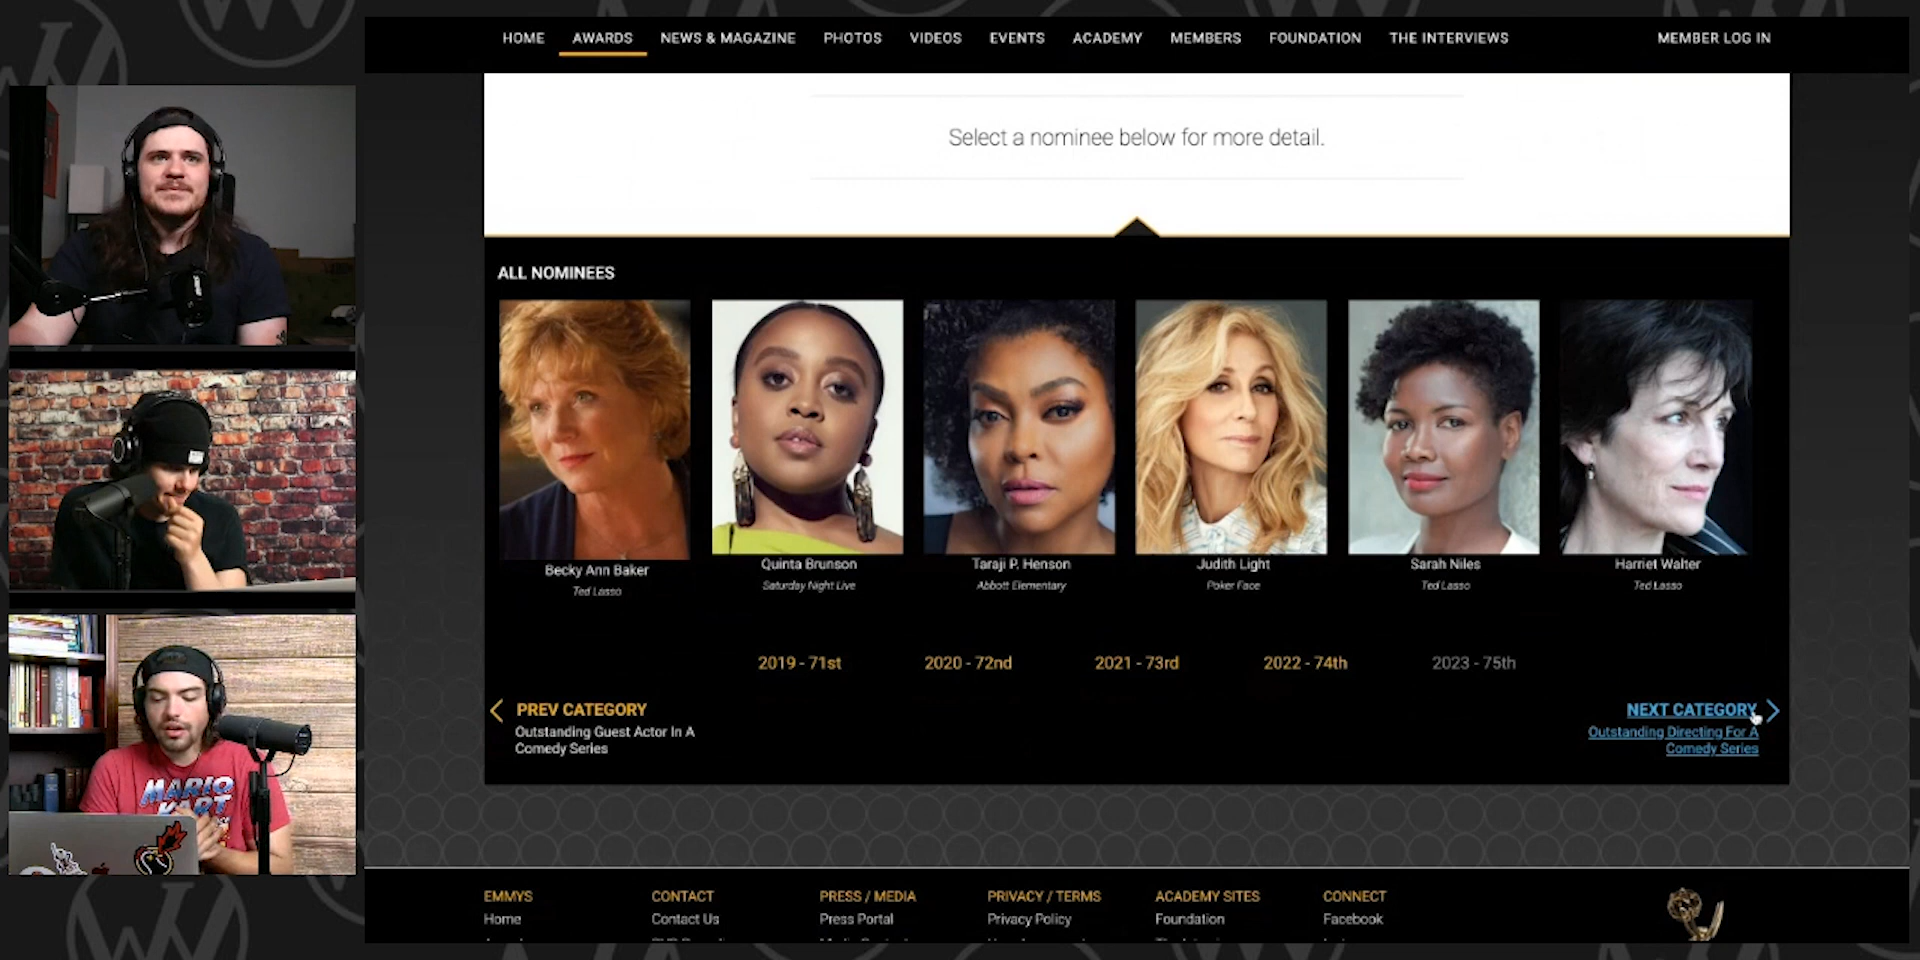 HOME AWARDS NEWS & MAGAZINE PHOTOS VIDEOS EVENTS ACADEMY MEMBERS FOUNDATION THE INTERVIEWS MEMBER LOG IN
Select a nominee below for more detail.
ALL NOMINEES
Becky Ann Baker
Ted Lasso
Quinta Brunson
Saturday Night Live
Taraji P. Henson
Abbott Elementary
Judith Light
Poker Face
Sarah Niles
Ted Lasso
Harriet Walter
Ted Lasso
2019 - 71st 2020 - 72nd 2021 - 73rd 2022 - 74th 2023 - 75th
PREV CATEGORY
Outstanding Guest Actor In A
Comedy Series
NEXT CATEGORY
Outstanding Directing For A
Comedy Series
MARIO
KART
EMMYS CONTACT PRESS / MEDIA PRIVACY / TERMS ACADEMY SITES CONNECT
Home Contact Us Press Portal Privacy Policy Foundation Facebook